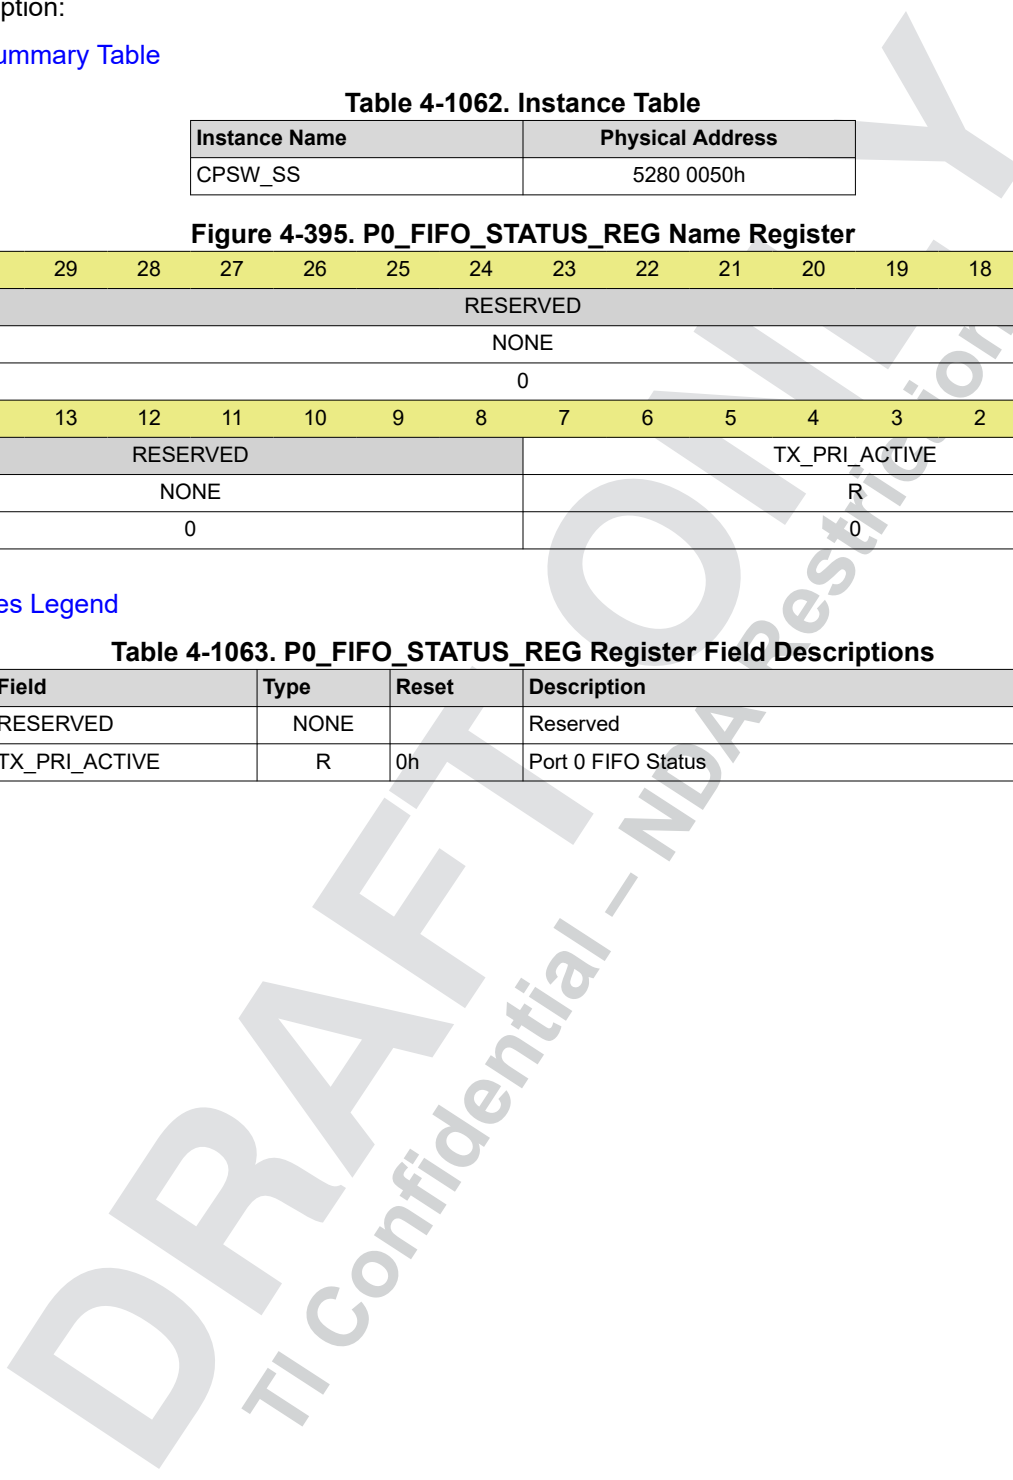 ption:
ummary Table
Table 4-1062. Instance Table
Instance Name Physical Address
CPSW_SS 5280 0050h
Figure 4-395. P0_FIFO_STATUS_REG Name Register
29 28 27 26 25 24 23 22 21 20 19 18
RESERVED
NONE
0
13 12 11 10 9 8 7 6 5 4 3 2
RESERVED TX_PRI_ACTIVE
NONE R
0 0
es Legend
Table 4-1063. P0_FIFO_STATUS_REG Register Field Descriptions
Field Type Reset Description
RESERVED NONE Reserved
TX_PRI_ACTIVE R 0h Port 0 FIFO Status
DRAFT ONLY
TI Confidential – NDA Restriction